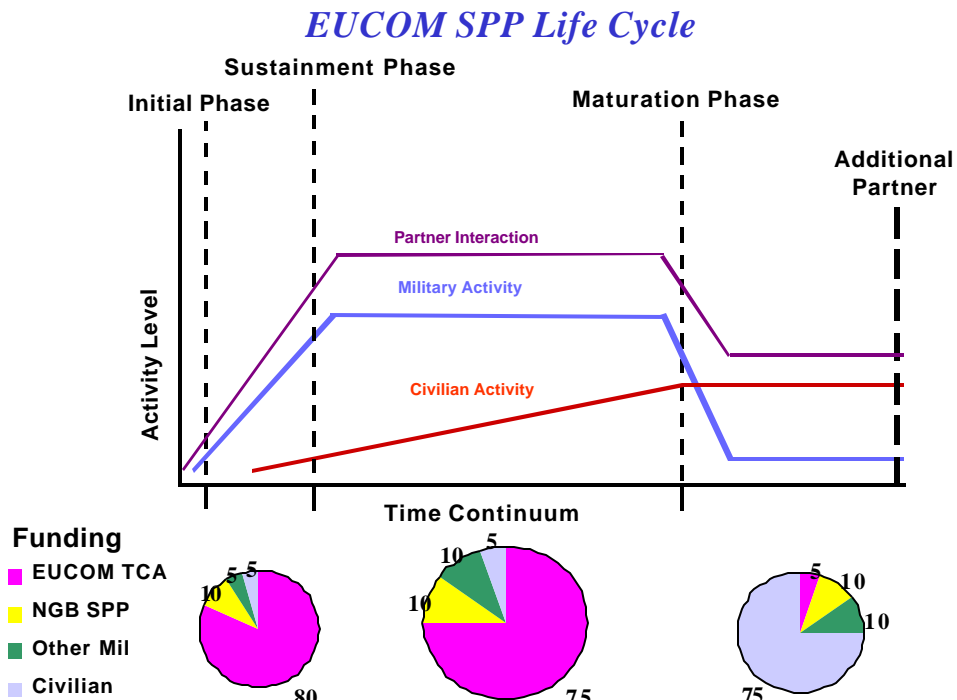 EUCOM SPP Life Cycle
Sustainment Phase
Initial Phase
Maturation Phase
Additional
Partner
Partner Interaction
Military Activity
Civilian Activity
Activity Level
Time Continuum
Funding
EUCOM TCA
NGB SPP
Other Mil
Civilian
10
5
5
80
10
10
5
75
5
10
10
75